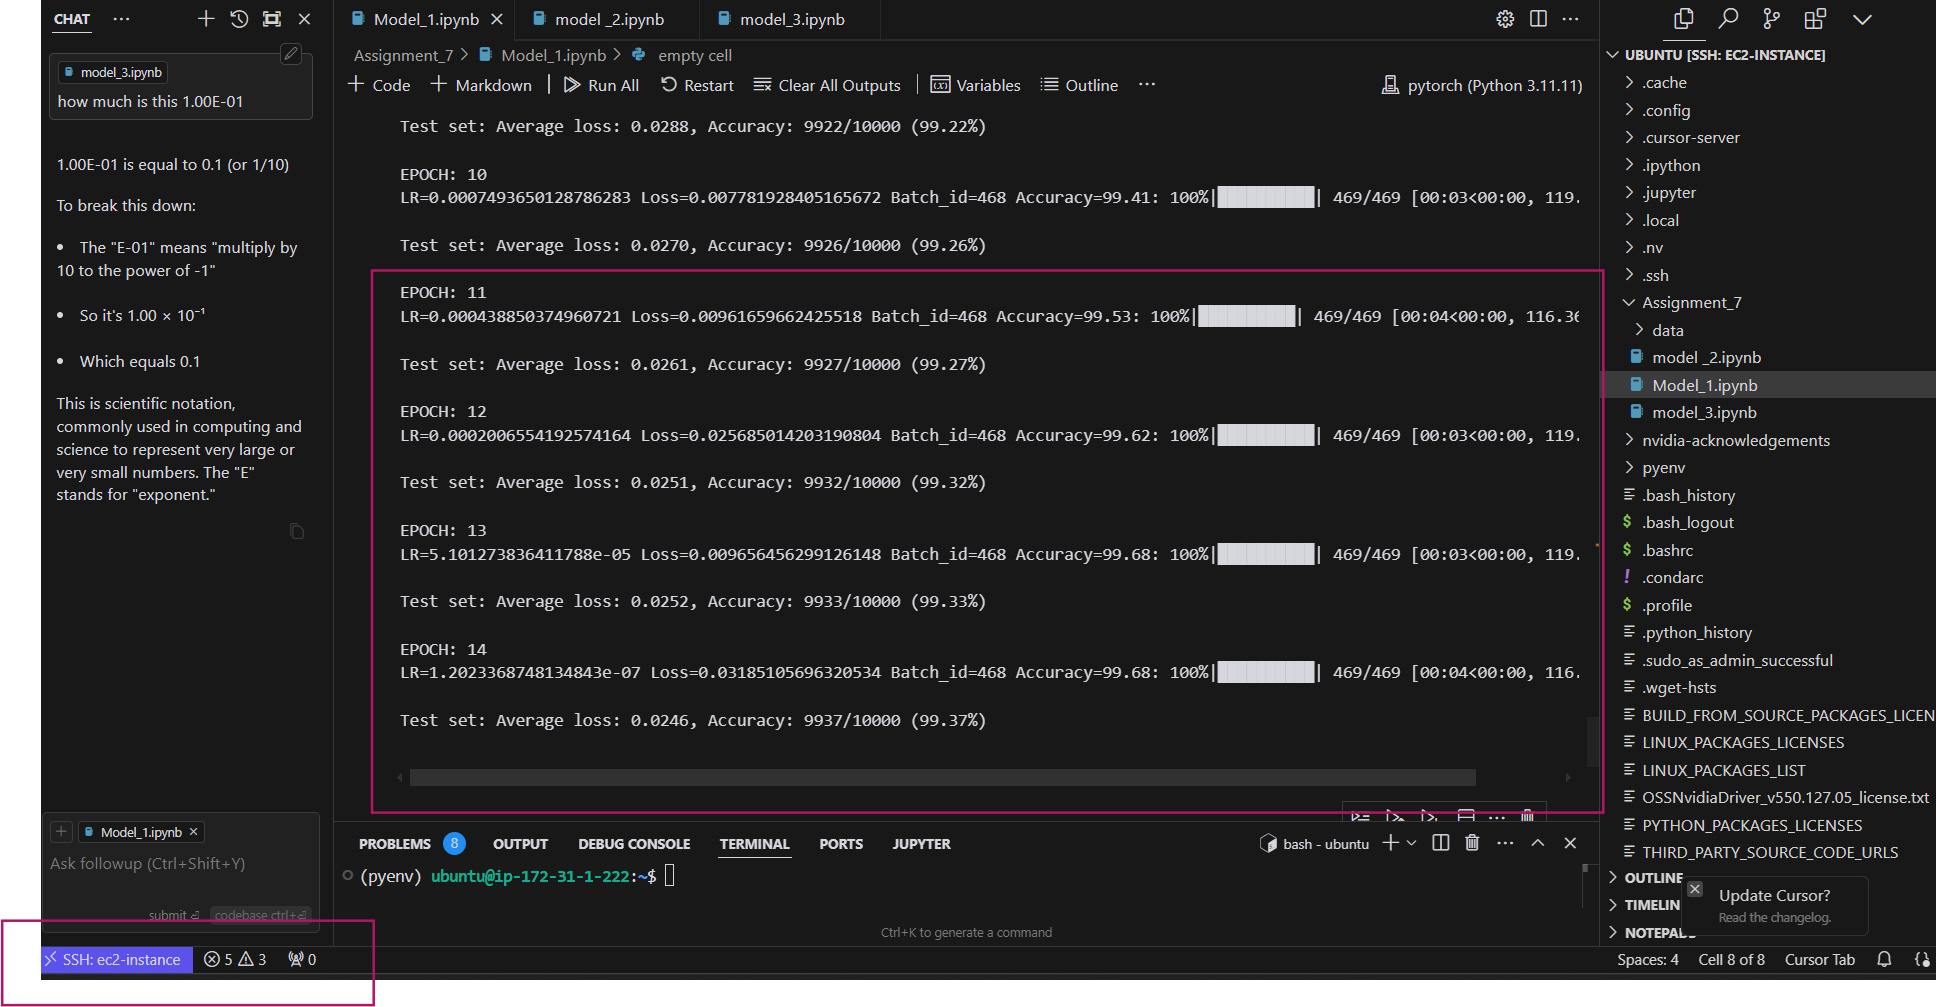 CHAT
model_3.ipynb
how much is this 1.00E-01
1.00E-01 is equal to 0.1 (or 1/10)
To break this down:
• The "E-01" means "multiply by
10 to the power of -1"
• So it's 1.00 × 10⁻¹
• Which equals 0.1
This is scientific notation,
commonly used in computing and
science to represent very large or
very small numbers. The "E"
stands for "exponent."
Model_1.ipynb
Ask followup (Ctrl+Shift+Y)
submit
codebase ctrl+
Model_1.ipynb
model _2.ipynb
model_3.ipynb
Assignment_7 > Model_1.ipynb > empty cell
+ Code + Markdown | Run All Restart Clear All Outputs | Variables Outline ··· pytorch (Python 3.11.11)
Test set: Average loss: 0.0288, Accuracy: 9922/10000 (99.22%)
EPOCH: 10
LR=0.0007493650128786283 Loss=0.007781928405165672 Batch_id=468 Accuracy=99.41: 100%|██████████| 469/469 [00:03<00:00, 119.
Test set: Average loss: 0.0270, Accuracy: 9926/10000 (99.26%)
EPOCH: 11
LR=0.000438850374960721 Loss=0.00961659662425518 Batch_id=468 Accuracy=99.53: 100%|██████████| 469/469 [00:04<00:00, 116.36
Test set: Average loss: 0.0261, Accuracy: 9927/10000 (99.27%)
EPOCH: 12
LR=0.0002006554192574164 Loss=0.025685014203190804 Batch_id=468 Accuracy=99.62: 100%|██████████| 469/469 [00:03<00:00, 119.
Test set: Average loss: 0.0251, Accuracy: 9932/10000 (99.32%)
EPOCH: 13
LR=5.101273836411788e-05 Loss=0.009656456299126148 Batch_id=468 Accuracy=99.68: 100%|██████████| 469/469 [00:03<00:00, 119.
Test set: Average loss: 0.0252, Accuracy: 9933/10000 (99.33%)
EPOCH: 14
LR=1.2023368748134843e-07 Loss=0.03185105696320534 Batch_id=468 Accuracy=99.68: 100%|██████████| 469/469 [00:04<00:00, 116.
Test set: Average loss: 0.0246, Accuracy: 9937/10000 (99.37%)
PROBLEMS 8 OUTPUT DEBUG CONSOLE TERMINAL PORTS JUPYTER
bash - ubuntu
(pyenv) ubuntu@ip-172-31-1-222:~$
Ctrl+K to generate a command
UBUNTU [SSH: EC2-INSTANCE]
.cache
.config
.cursor-server
.ipython
.jupyter
.local
.nv
.ssh
Assignment_7
data
model _2.ipynb
Model_1.ipynb
model_3.ipynb
nvidia-acknowledgements
pyenv
.bash_history
$ .bash_logout
$ .bashrc
! .condarc
$ .profile
.python_history
.sudo_as_admin_successful
.wget-hsts
BUILD_FROM_SOURCE_PACKAGES_LICEN
LINUX_PACKAGES_LICENSES
LINUX_PACKAGES_LIST
OSSNvidiaDriver_v550.127.05_license.txt
PYTHON_PACKAGES_LICENSES
THIRD_PARTY_SOURCE_CODE_URLS
OUTLINE
TIMELIN
NOTEPADS
Update Cursor?
Read the changelog.
SSH: ec2-instance 5 3 0
Spaces: 4 Cell 8 of 8 Cursor Tab